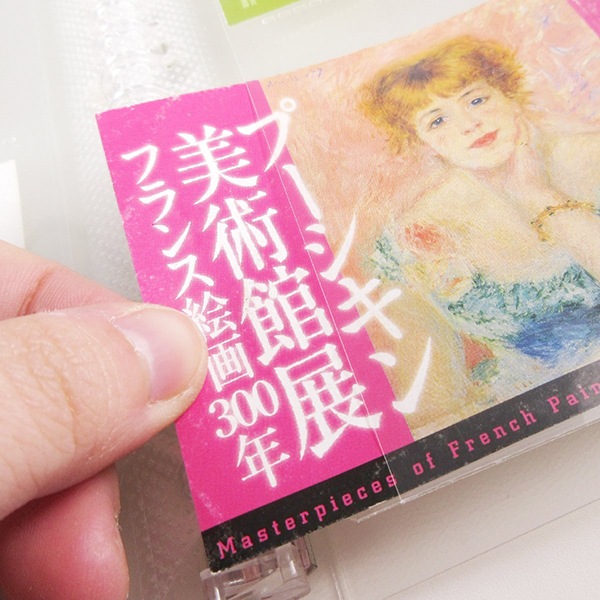 プーシキン
美術館展
フランス絵画300年
Masterpieces of French Pain